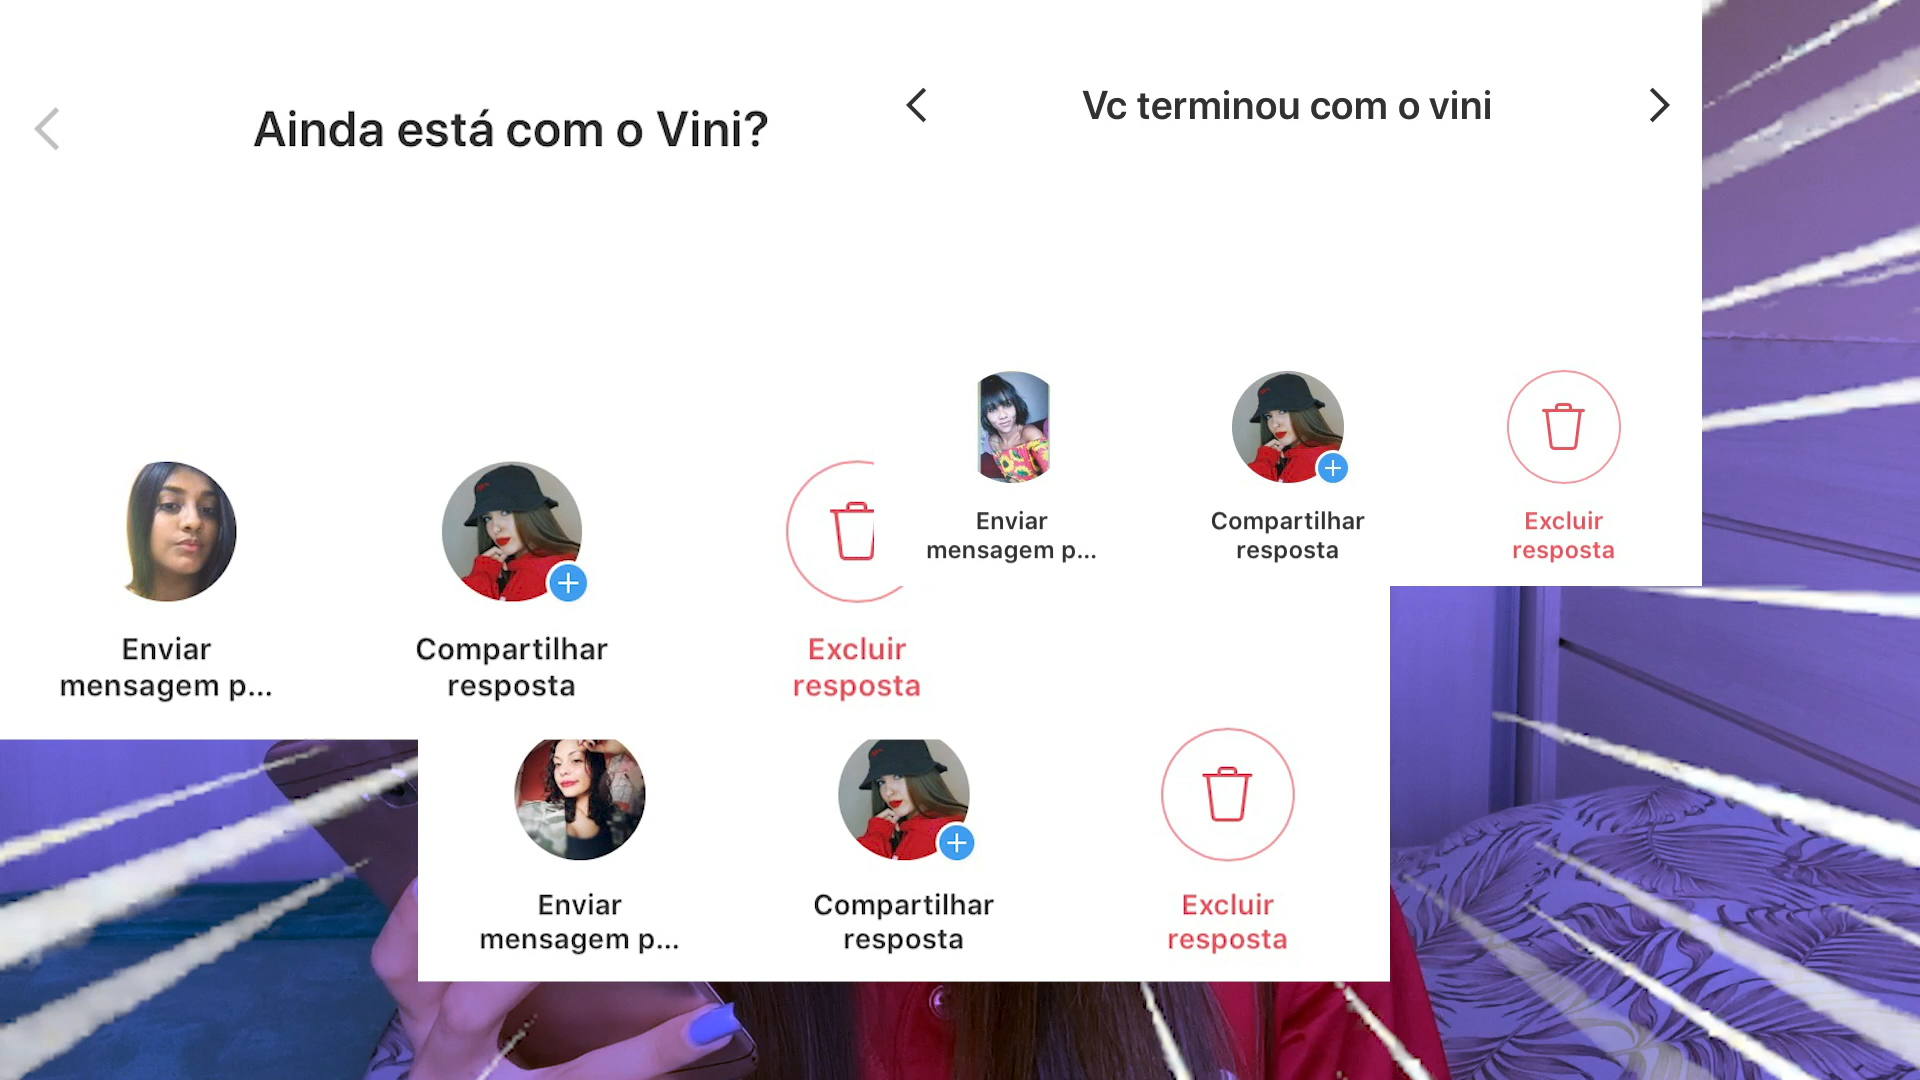 Ainda está com o Vini?
Enviar
mensagem p...
Compartilhar
resposta
Excluir
resposta
Vc terminou com o vini
Enviar
mensagem p...
Compartilhar
resposta
Excluir
resposta
Enviar
mensagem p...
Compartilhar
resposta
Excluir
resposta